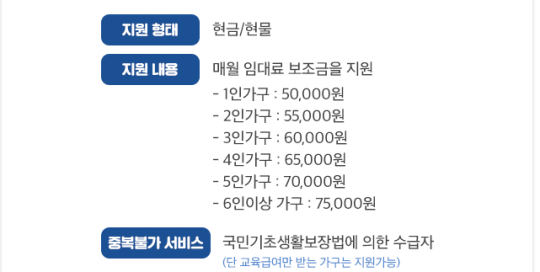 지원 형태 현금/현물
지원 내용 매월 임대료 보조금을 지원
- 1인가구 : 50,000원
- 2인가구 : 55,000원
- 3인가구 : 60,000원
- 4인가구 : 65,000원
- 5인가구 : 70,000원
- 6인이상 가구 : 75,000원
중복불가 서비스 국민기초생활보장법에 의한 수급자
(단 교육급여만 받는 가구는 지원가능)